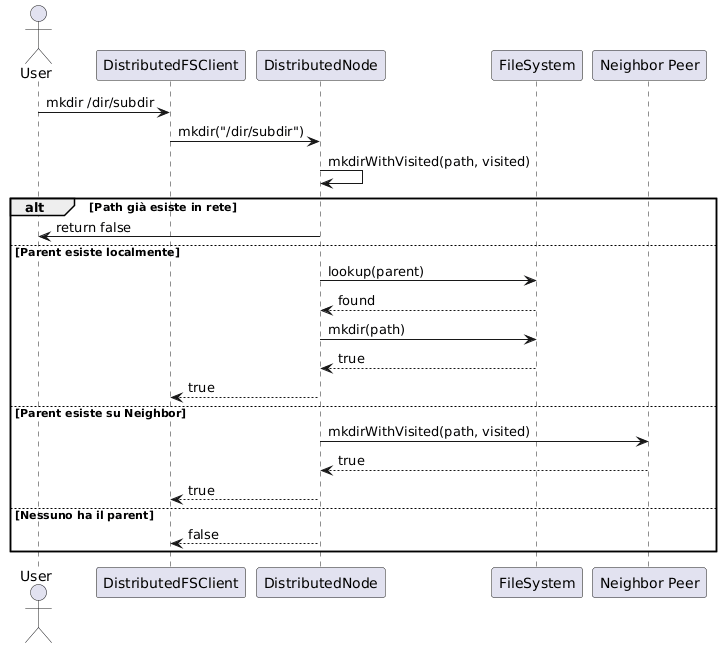 User
DistributedFSClient
DistributedNode
FileSystem
Neighbor Peer
mkdir /dir/subdir
mkdir("/dir/subdir")
mkdirWithVisited(path, visited)
alt
[Path già esiste in rete]
return false
[Parent esiste localmente]
lookup(parent)
found
mkdir(path)
true
true
[Parent esiste su Neighbor]
mkdirWithVisited(path, visited)
true
true
[Nessuno ha il parent]
false
User
DistributedFSClient
DistributedNode
FileSystem
Neighbor Peer